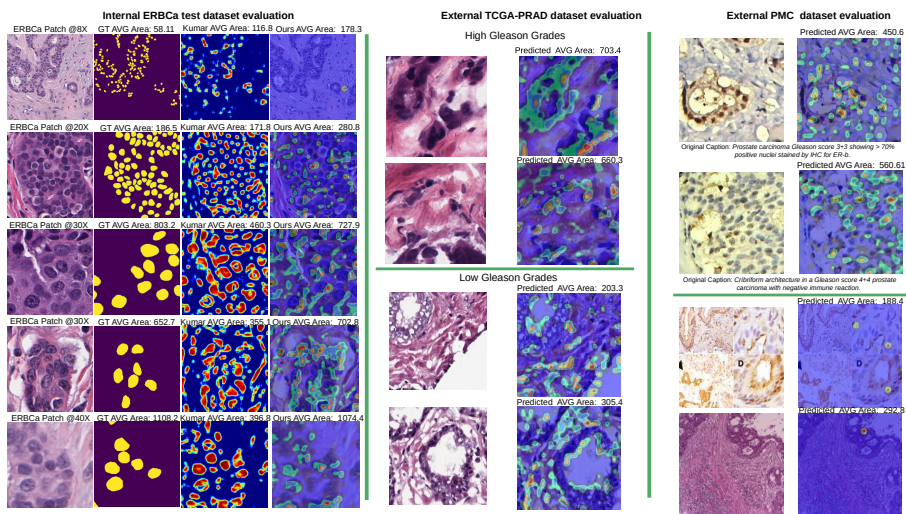 Internal ERBCa test dataset evaluation
ERBCa Patch @8X GT AVG Area: 58.11 Kumar AVG Area: 116.8 Ours AVG Area: 178.3
ERBCa Patch @20X GT AVG Area: 186.5 Kumar AVG Area: 171.8 Ours AVG Area: 280.8
ERBCa Patch @30X GT AVG Area: 803.2 Kumar AVG Area: 460.3 Ours AVG Area: 727.9
ERBCa Patch @30X GT AVG Area: 652.7 Kumar AVG Area: 355.1 Ours AVG Area: 702.8
ERBCa Patch @40X GT AVG Area: 1108.2 Kumar AVG Area: 396.8 Ours AVG Area: 1074.4
External TCGA-PRAD dataset evaluation
High Gleason Grades
Predicted AVG Area: 703.4
Predicted AVG Area: 660.3
Low Gleason Grades
Predicted AVG Area: 203.3
Predicted AVG Area: 305.4
External PMC dataset evaluation
Predicted AVG Area: 450.6
Original Caption: Prostate carcinoma Gleason score 3+3 showing > 70%
positive nuclei stained by IHC for ER-b.
Predicted AVG Area: 560.61
Original Caption: Cribiform architecture in a Gleason score 4+4 prostate
carcinoma with negative immune reaction.
Predicted AVG Area: 188.4
D
D
Predicted AVG Area: 292.8